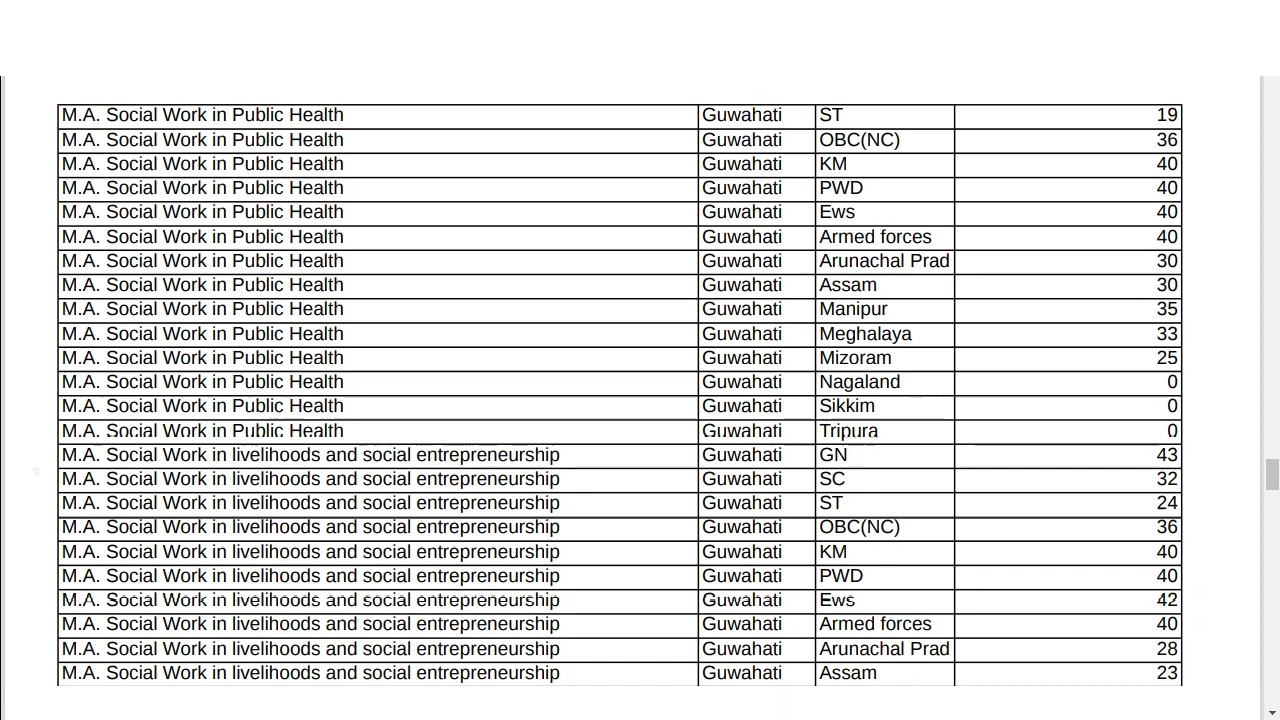 M.A. Social Work in Public Health Guwahati ST 19
M.A. Social Work in Public Health Guwahati OBC(NC) 36
M.A. Social Work in Public Health Guwahati KM 40
M.A. Social Work in Public Health Guwahati PWD 40
M.A. Social Work in Public Health Guwahati Ews 40
M.A. Social Work in Public Health Guwahati Armed forces 40
M.A. Social Work in Public Health Guwahati Arunachal Prad 30
M.A. Social Work in Public Health Guwahati Assam 30
M.A. Social Work in Public Health Guwahati Manipur 35
M.A. Social Work in Public Health Guwahati Meghalaya 33
M.A. Social Work in Public Health Guwahati Mizoram 25
M.A. Social Work in Public Health Guwahati Nagaland 0
M.A. Social Work in Public Health Guwahati Sikkim 0
M.A. Social Work in Public Health Guwahati Tripura 0
M.A. Social Work in livelihoods and social entrepreneurship Guwahati GN 43
M.A. Social Work in livelihoods and social entrepreneurship Guwahati SC 32
M.A. Social Work in livelihoods and social entrepreneurship Guwahati ST 24
M.A. Social Work in livelihoods and social entrepreneurship Guwahati OBC(NC) 36
M.A. Social Work in livelihoods and social entrepreneurship Guwahati KM 40
M.A. Social Work in livelihoods and social entrepreneurship Guwahati PWD 40
M.A. Social Work in livelihoods and social entrepreneurship Guwahati Ews 42
M.A. Social Work in livelihoods and social entrepreneurship Guwahati Armed forces 40
M.A. Social Work in livelihoods and social entrepreneurship Guwahati Arunachal Prad 28
M.A. Social Work in livelihoods and social entrepreneurship Guwahati Assam 23